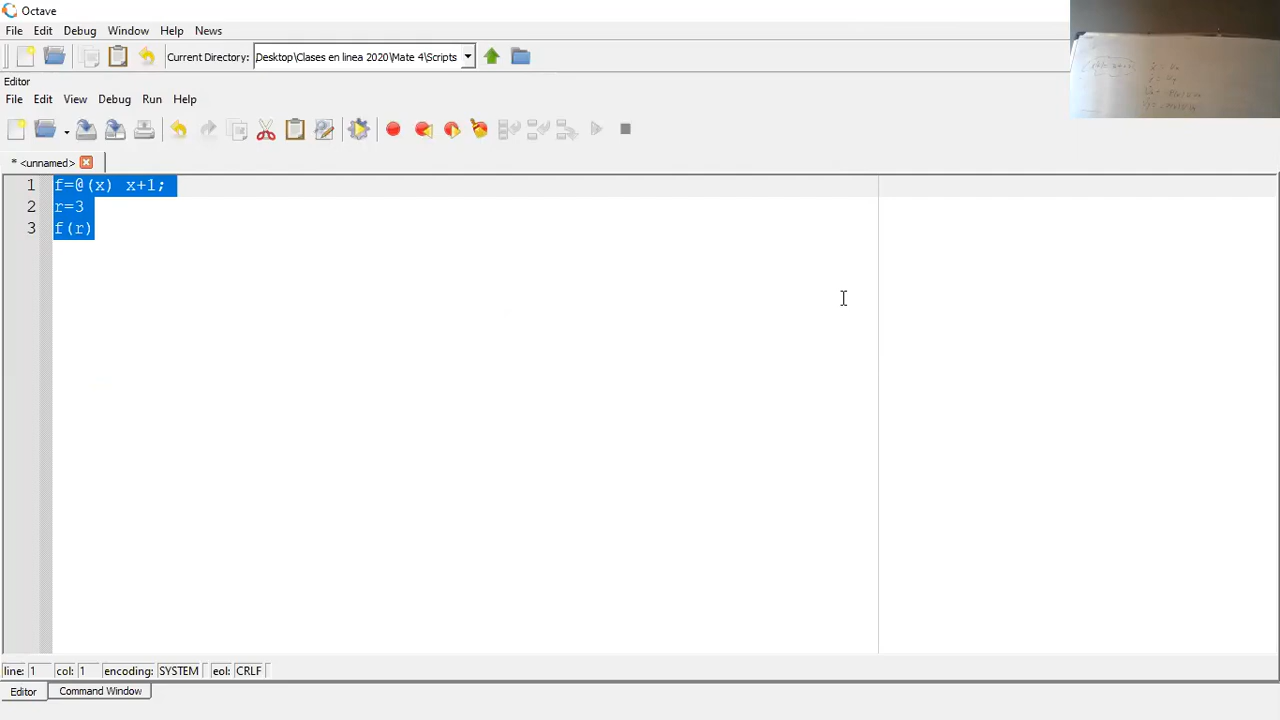 Octave
File Edit Debug Window Help News
Current Directory: Desktop\Clases en linea 2020\Mate 4\Scripts
Editor
File Edit View Debug Run Help
* <unnamed>
1 f=@(x) x+1;
2 r=3
3 f(r)
line: 1 col: 1 encoding: SYSTEM eol: CRLF
Editor Command Window